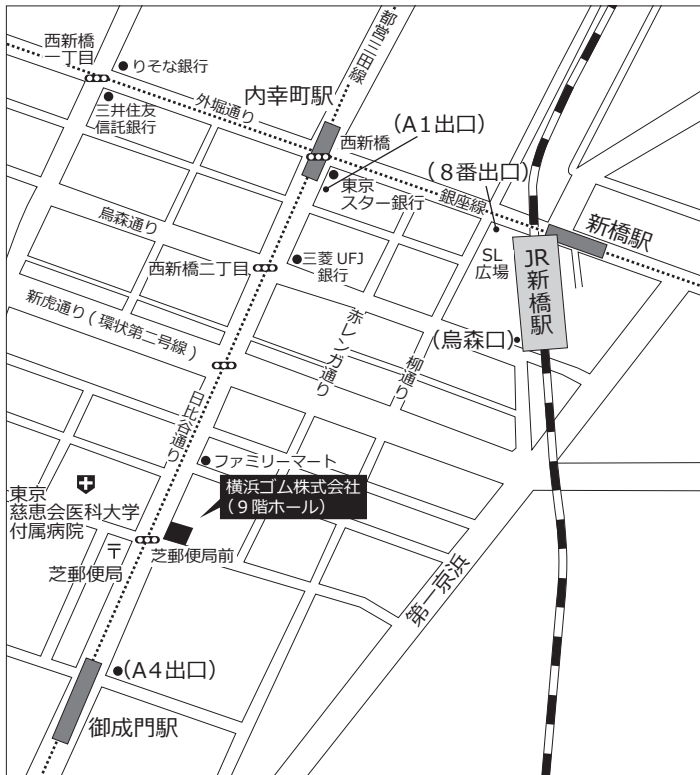 西新橋
一丁目
りそな銀行
都営三田線
三井住友
信託銀行
外堀通り
内幸町駅
西新橋
(A1出口)
(8番出口)
東京
スター銀行
銀座線
新橋駅
烏森通り
西新橋二丁目
三菱UFJ
銀行
SL
広場
JR新橋駅
新虎通り(環状第二号線)
赤レンガ通り
柳通り
(烏森口)
日比谷通り
ファミリーマート
横浜ゴム株式会社
(9階ホール)
東京
慈恵会医科大学
付属病院
〒
芝郵便局
芝郵便局前
第一京浜
(A4出口)
御成門駅